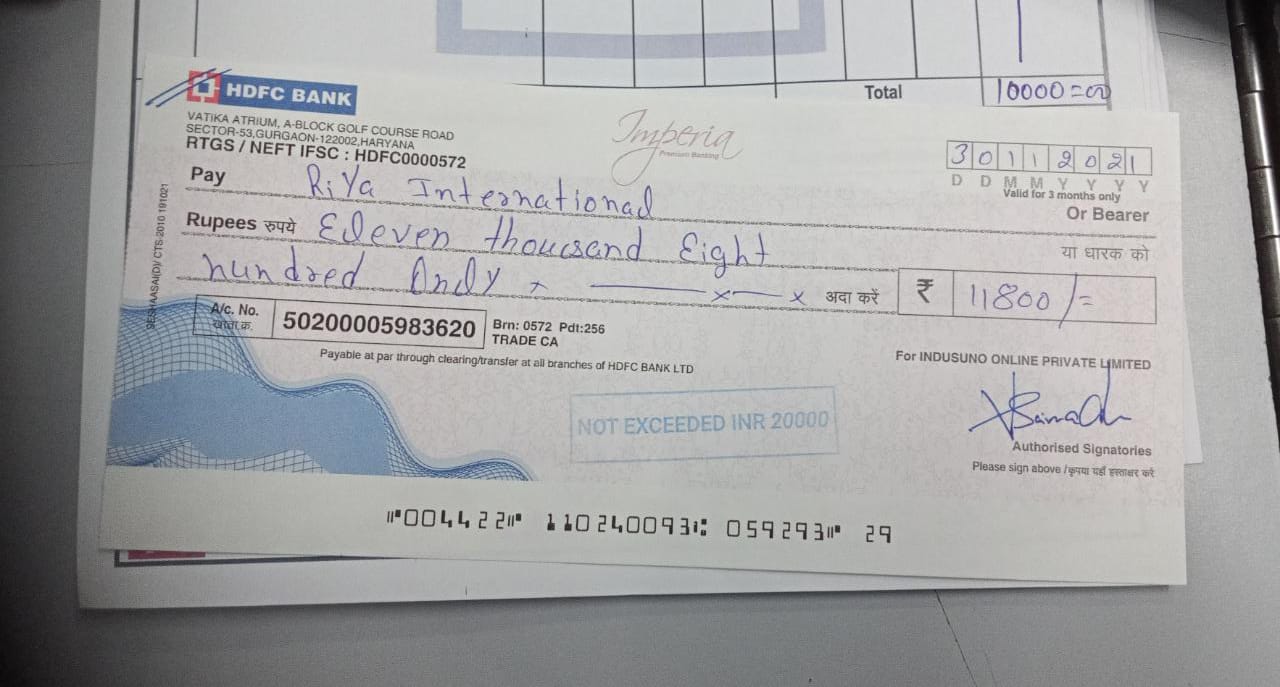 Total 10000=00
HDFC BANK
VATIKA ATRIUM, A-BLOCK GOLF COURSE ROAD
SECTOR-53,GURGAON-122002,HARYANA
RTGS / NEFT IFSC : HDFC0000572
Imperia
Premium Banking
30112021
D D M M Y Y Y Y
Valid for 3 months only
Pay RiYa International
Or Bearer
Rupees रुपये Eleven thousand Eight
या धारक को
hundred Only x — x — x अदा करें ₹ 11800/=
A/c. No.
खाता क्र.
50200005983620
Brn: 0572 Pdt:256
TRADE CA
Payable at par through clearing/transfer at all branches of HDFC BANK LTD
For INDUSUNO ONLINE PRIVATE LIMITED
NOT EXCEEDED INR 20000
Authorised Signatories
Please sign above / कृपया यहाँ हस्ताक्षर करें
⑈004422⑈ 110240093⑆ 059293⑈ 29